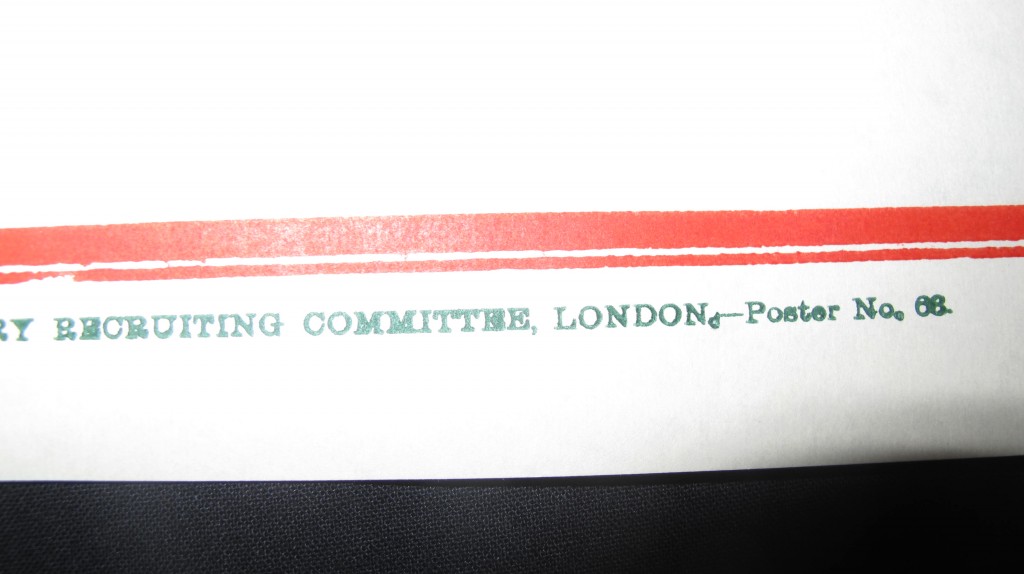 RY RECRUITING COMMITTEE, LONDON.—Poster No. 68.